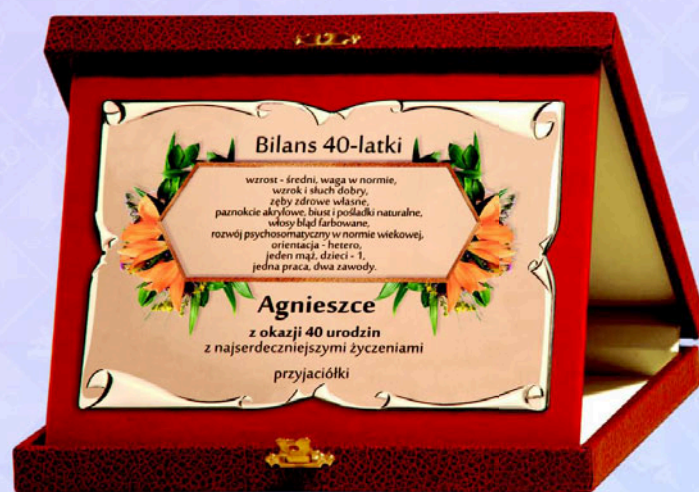 Bilans 40-latki
wzrost - średni, waga w normie,
wzrok i słuch dobry,
zęby zdrowe własne,
paznokcie akrylowe, biust i pośladki naturalne,
włosy bląd farbowane,
rozwój psychosomatyczny w normie wiekowej,
orientacja - hetero,
jeden mąż, dzieci - 1,
jedna praca, dwa zawody.
Agnieszce
z okazji 40 urodzin
z najserdeczniejszymi życzeniami
przyjaciółki